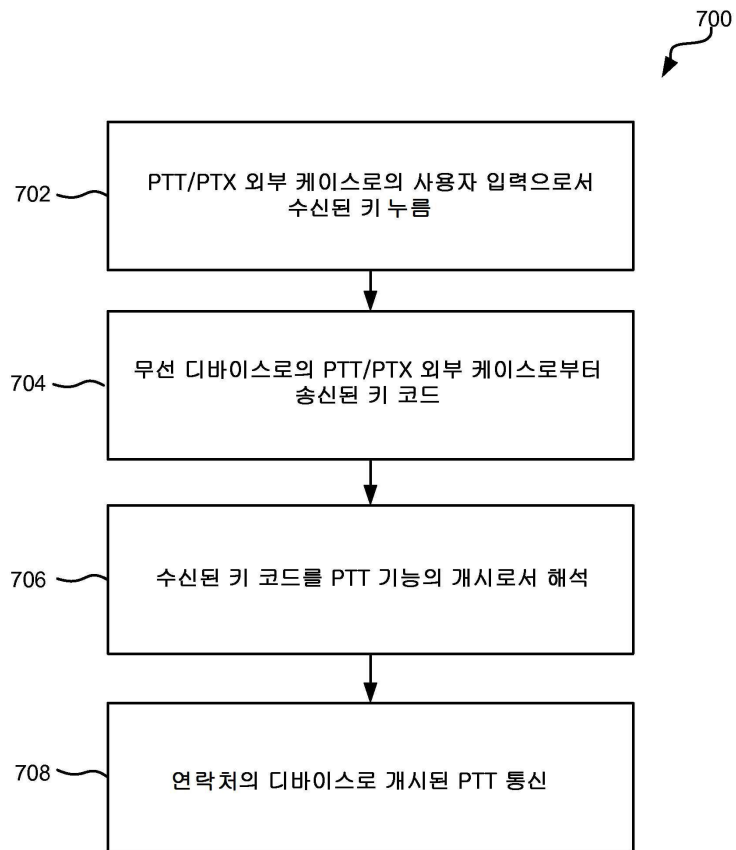 700
702
PTT/PTX 외부 케이스로의 사용자 입력으로서
수신된 키 누름
704
무선 디바이스로의 PTT/PTX 외부 케이스로부터
송신된 키 코드
706
수신된 키 코드를 PTT 기능의 개시로서 해석
708
연락처의 디바이스로 개시된 PTT 통신